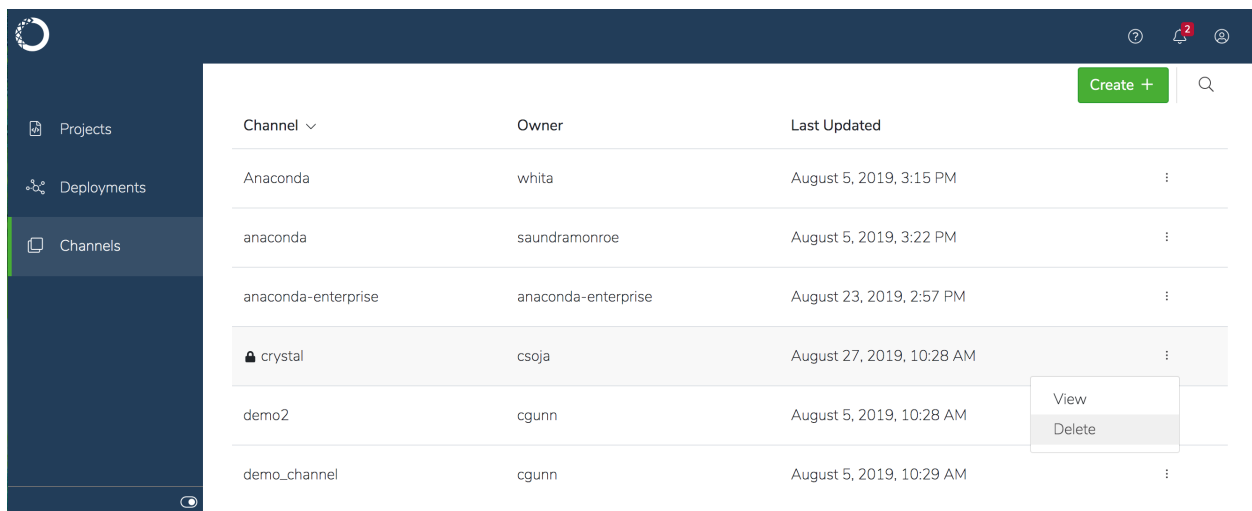 2
Create +
Projects
Deployments
Channels
Channel Owner Last Updated
Anaconda whita August 5, 2019, 3:15 PM
anaconda saundramonroe August 5, 2019, 3:22 PM
anaconda-enterprise anaconda-enterprise August 23, 2019, 2:57 PM
crystal csoja August 27, 2019, 10:28 AM
View
Delete
demo2 cgunn August 5, 2019, 10:28 AM
demo_channel cgunn August 5, 2019, 10:29 AM